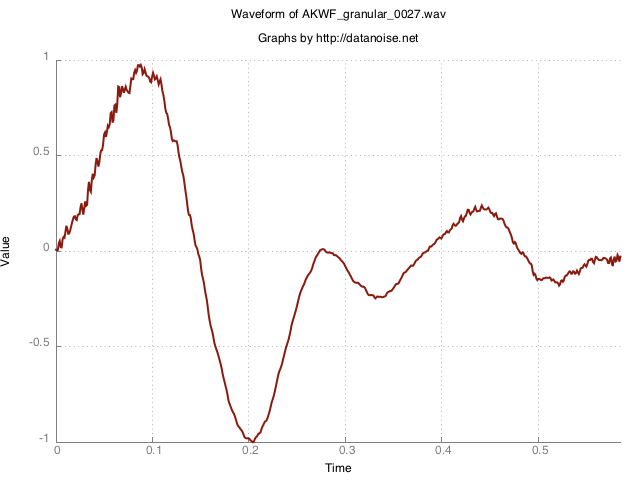 Waveform of AKWF_granular_0027.wav
Graphs by http://datanoise.net
1
0.5
0
-0.5
-1
Value
0
0.1
0.2
0.3
0.4
0.5
Time